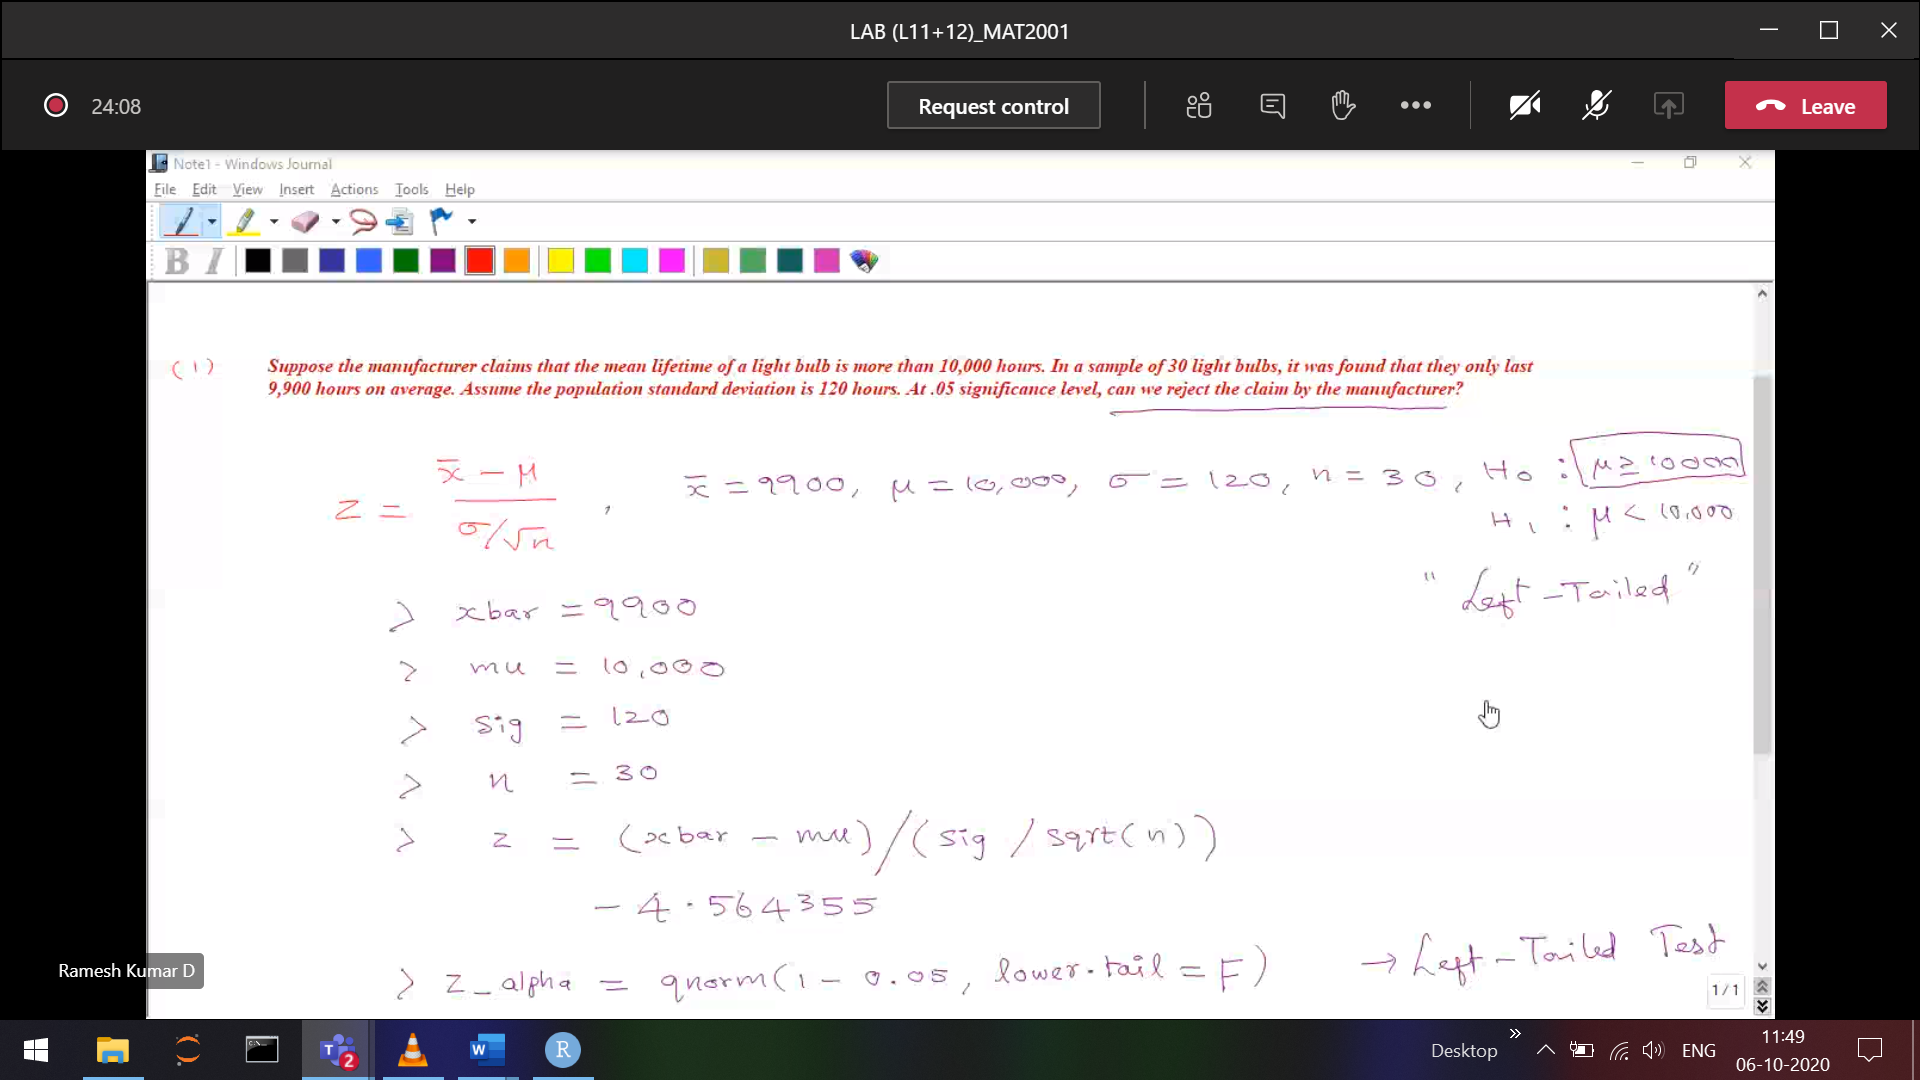 LAB (L11+12)_MAT2001
24:08
Request control
Leave
Note1 - Windows Journal
File Edit View Insert Actions Tools Help
B I
(1) Suppose the manufacturer claims that the mean lifetime of a light bulb is more than 10,000 hours. In a sample of 30 light bulbs, it was found that they only last
9,900 hours on average. Assume the population standard deviation is 120 hours. At .05 significance level, can we reject the claim by the manufacturer?
z = (x̄ - μ)/(σ/√n) , x̄ = 9900, μ = 10,000, σ = 120, n = 30, H0 : μ ≥ 10000
H1 : μ < 10,000
" Left-Tailed "
> xbar = 9900
> mu = 10,000
> sig = 120
> n = 30
> z = (xbar - mu)/(sig / sqrt(n))
- 4.564355
> z_alpha = qnorm(1 - 0.05, lower.tail = F) → Left-Tailed Test
Ramesh Kumar D
1 / 1
T 2
W
R
Desktop
ENG
11:49
06-10-2020